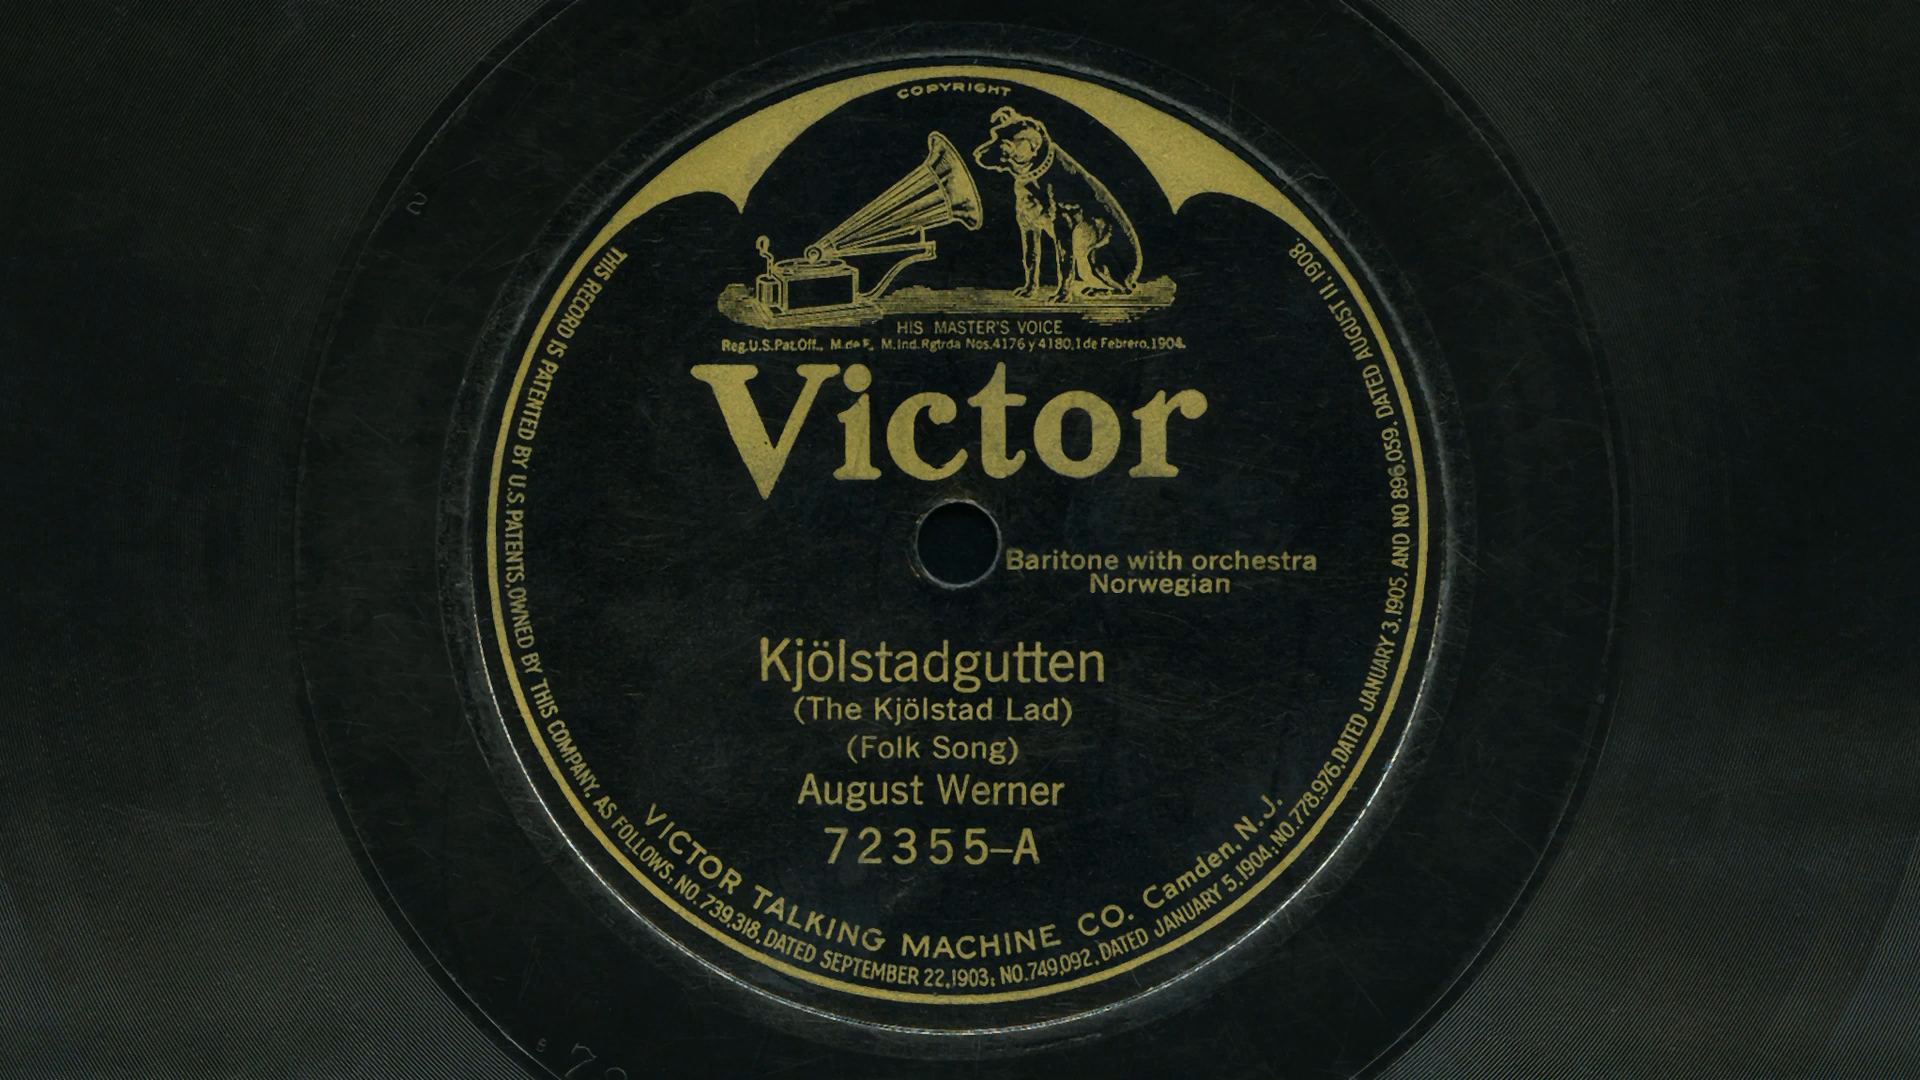 COPYRIGHT
HIS MASTER'S VOICE
Reg.U.S.Pat.Off., M.de F. M.Ind.Rgtrda Nos.4176 y 4180,1 de Febrero.1904.
Victor
Baritone with orchestra
Norwegian
Kjölstadgutten
(The Kjölstad Lad)
(Folk Song)
August Werner
72355–A
VICTOR TALKING MACHINE CO. Camden, N.J.
THIS RECORD IS PATENTED BY U.S. PATENTS, OWNED BY THIS COMPANY, AS FOLLOWS: NO. 739,318, DATED SEPTEMBER 22,1903; NO.749,092, DATED JANUARY 5,1904; NO.778,976, DATED JANUARY 3,1905, AND NO 896,059, DATED AUGUST 11,1908.
2